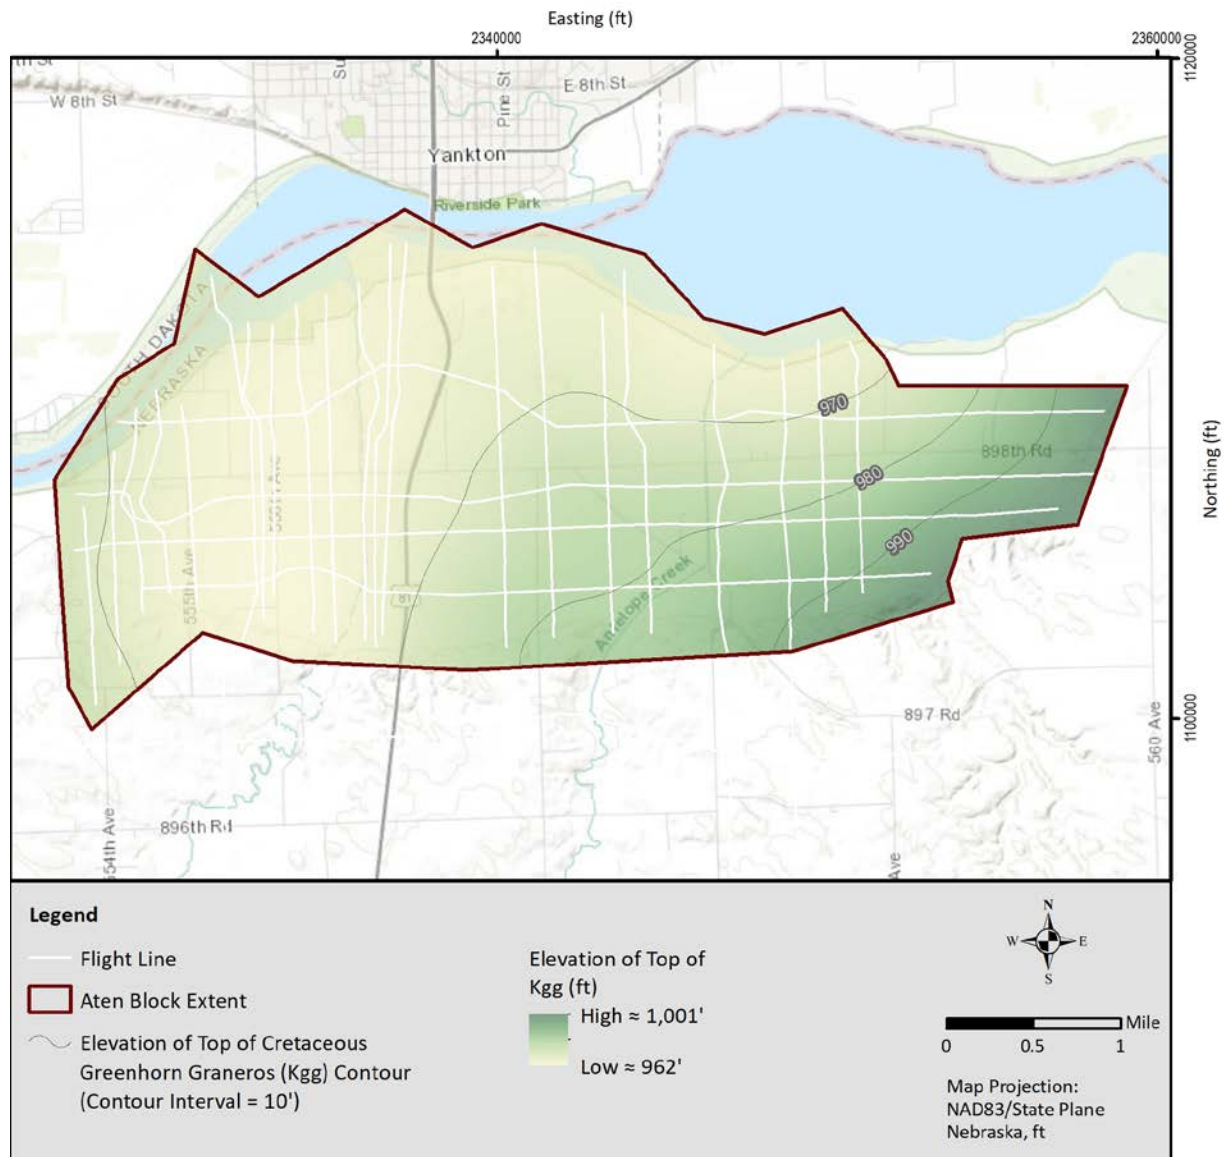 Easting (ft)
2340000
2360000
1120000
W 8th St
Su
Pine St
E 8th St
Yankton
Riverside Park
SOUTH DAKOTA
NEBRASKA
970
898th Rd
980
Northing (ft)
990
555th Ave
81
Antelope Creek
897 Rd
1100000
560 Ave
896th Rd
554th Ave
Ave
Legend
Flight Line
Aten Block Extent
Elevation of Top of Cretaceous
Greenhorn Graneros (Kgg) Contour
(Contour Interval = 10')
Elevation of Top of
Kgg (ft)
High ≈ 1,001'
Low ≈ 962'
N
W
E
S
Mile
0
0.5
1
Map Projection:
NAD83/State Plane
Nebraska, ft